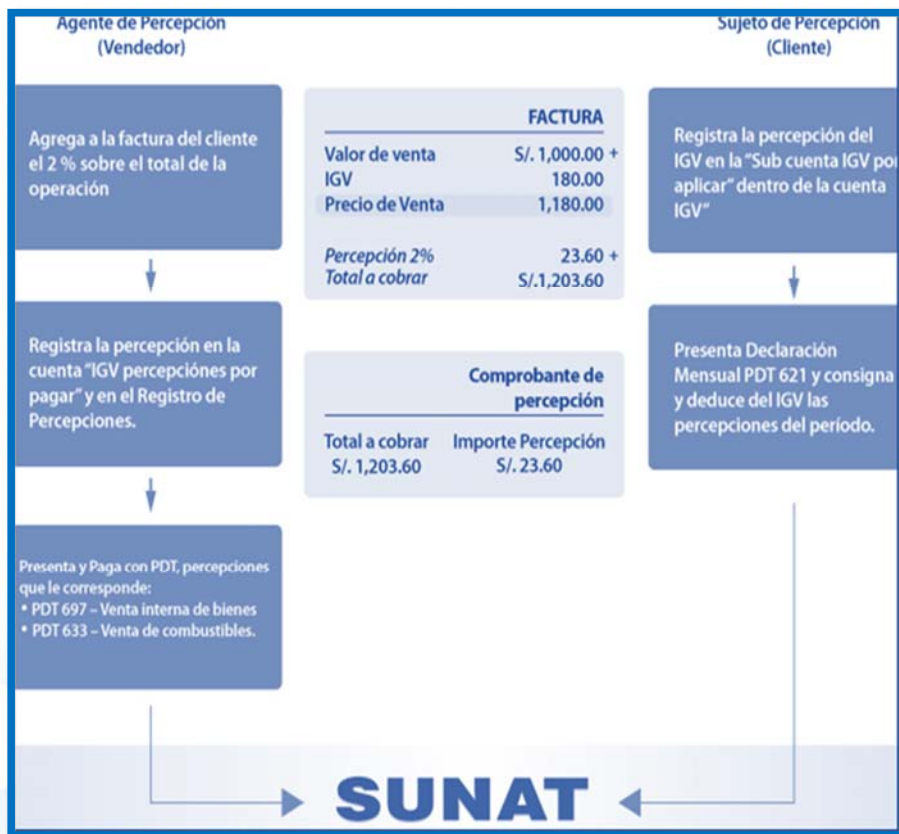 Agente de Percepción
(Vendedor)
Agrega a la factura del cliente
el 2 % sobre el total de la
operación
Registra la percepción en la
cuenta "IGV percepciónes por
pagar" y en el Registro de
Percepciones.
Presenta y Paga con PDT, percepciones
que le corresponde:
• PDT 697 – Venta interna de bienes
• PDT 633 – Venta de combustibles.
FACTURA
Valor de venta S/. 1,000.00 +
IGV 180.00
Precio de Venta 1,180.00
Percepción 2% 23.60 +
Total a cobrar S/.1,203.60
Comprobante de
percepción
Total a cobrar Importe Percepción
S/. 1,203.60 S/. 23.60
Sujeto de Percepción
(Cliente)
Registra la percepción del
IGV en la "Sub cuenta IGV por
aplicar" dentro de la cuenta
IGV"
Presenta Declaración
Mensual PDT 621 y consigna
y deduce del IGV las
percepciones del período.
SUNAT